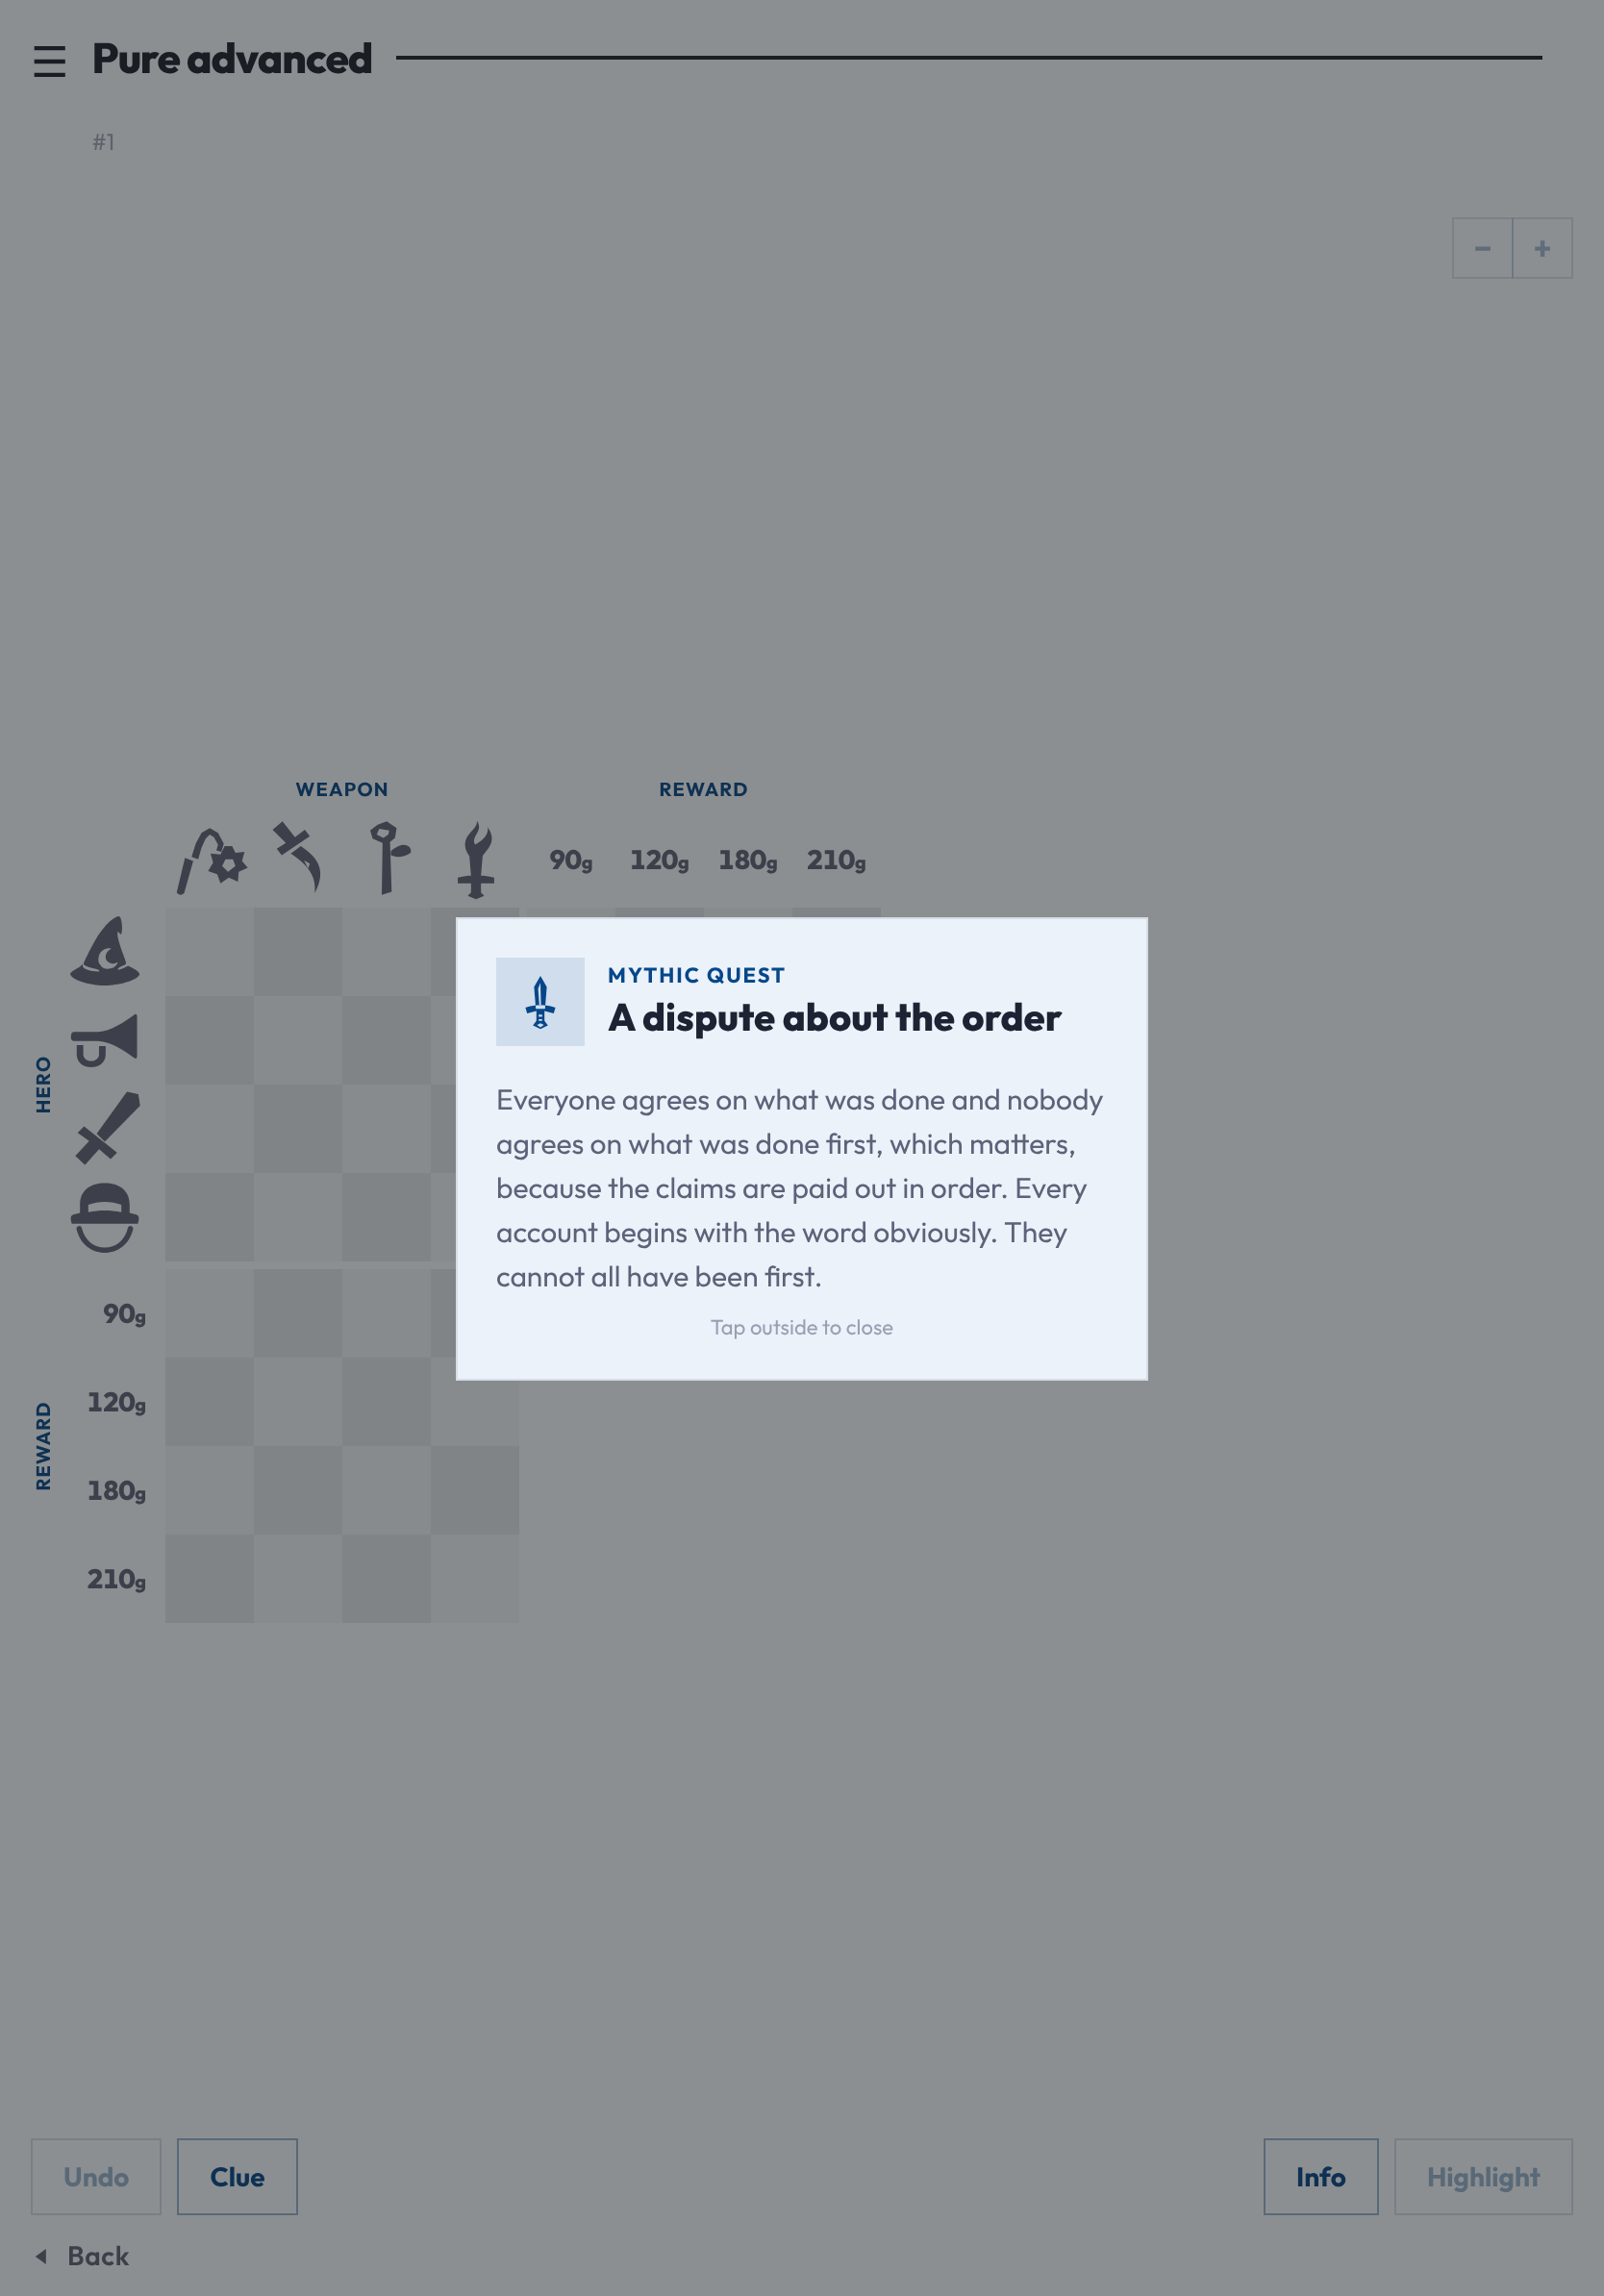 Pure advanced
#1
− +
WEAPON REWARD
90g 120g 180g 210g
HERO
MYTHIC QUEST
A dispute about the order
Everyone agrees on what was done and nobody
agrees on what was done first, which matters,
because the claims are paid out in order. Every
account begins with the word obviously. They
cannot all have been first.
Tap outside to close
REWARD
90g
120g
180g
210g
Undo Clue Info Highlight
Back